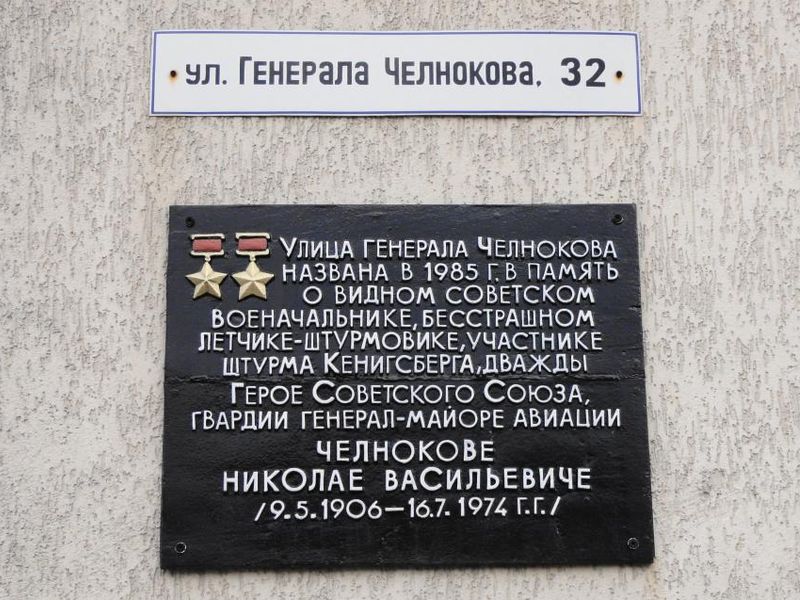 ул. Генерала Челнокова, 32
Улица генерала Челнокова
названа в 1985 г. в память
о видном советском
военачальнике, бесстрашном
летчике-штурмовике, участнике
штурма Кенигсберга, дважды
Герое Советского Союза,
гвардии генерал-майоре авиации
Челнокове
Николае Васильевиче
/9.5.1906—16.7.1974 г.г./